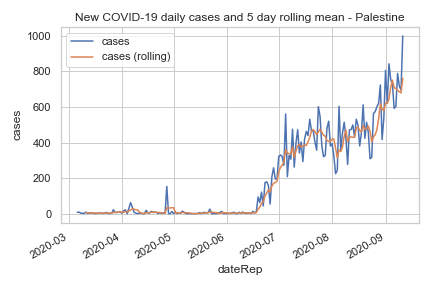 New COVID-19 daily cases and 5 day rolling mean - Palestine
cases
cases (rolling)
1000
800
600
400
200
0
cases
2020-03
2020-04
2020-05
2020-06
2020-07
2020-08
2020-09
dateRep